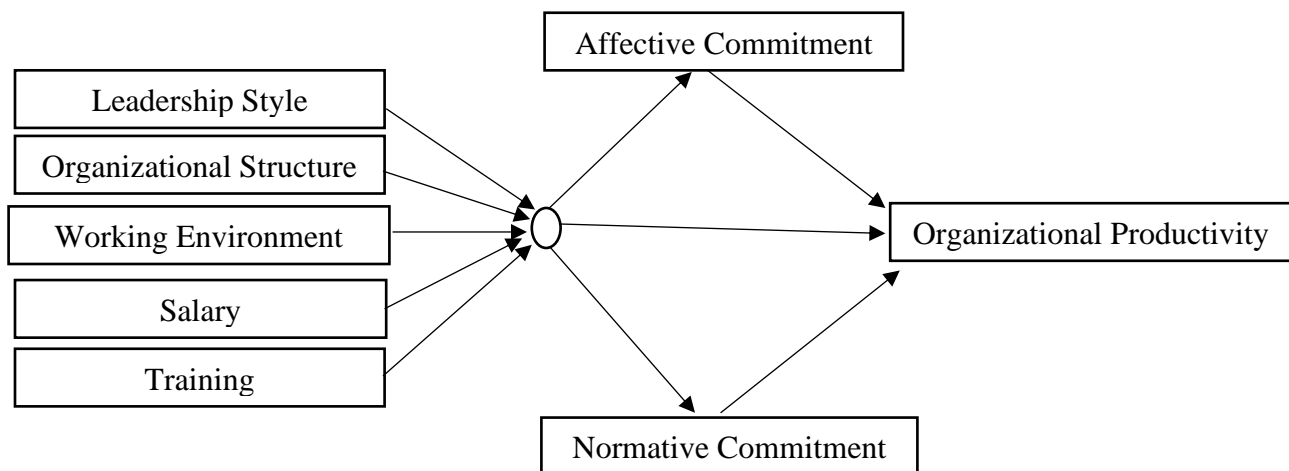 Affective Commitment
Leadership Style
Organizational Structure
Working Environment
Salary
Training
Organizational Productivity
Normative Commitment